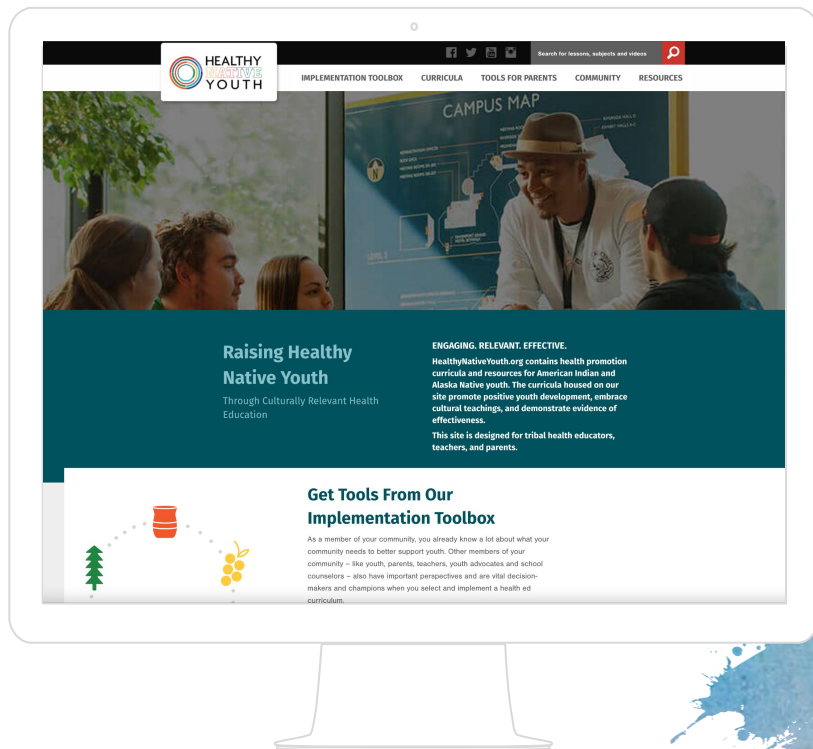 HEALTHY
NATIVE
YOUTH
Search for lessons, subjects and videos
IMPLEMENTATION TOOLBOX CURRICULA TOOLS FOR PARENTS COMMUNITY RESOURCES
CAMPUS MAP
LEVEL 1
N
Raising Healthy
Native Youth
Through Culturally Relevant Health
Education
ENGAGING. RELEVANT. EFFECTIVE.
HealthyNativeYouth.org contains health promotion
curricula and resources for American Indian and
Alaska Native youth. The curricula housed on our
site promote positive youth development, embrace
cultural teachings, and demonstrate evidence of
effectiveness.
This site is designed for tribal health educators,
teachers, and parents.
Get Tools From Our
Implementation Toolbox
As a member of your community, you already know a lot about what your
community needs to better support youth. Other members of your
community – like youth, parents, teachers, youth advocates and school
counselors – also have important perspectives and are vital decision-
makers and champions when you select and implement a health ed
curriculum.